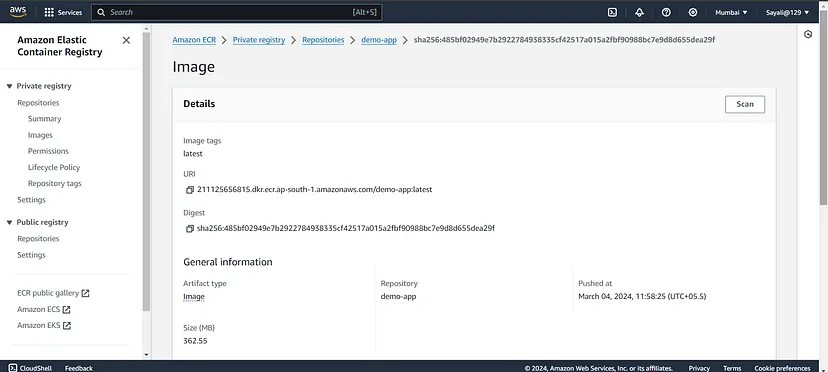 aws Services Search [Alt+S] Mumbai Sayali@129
Amazon Elastic
Container Registry
Private registry
Repositories
Summary
Images
Permissions
Lifecycle Policy
Repository tags
Settings
Public registry
Repositories
Settings
ECR public gallery
Amazon ECS
Amazon EKS
Amazon ECR > Private registry > Repositories > demo-app > sha256:485bf02949e7b2922784938335cf42517a015a2fbf90988bc7e9d8d655dea29f
Image
Details Scan
Image tags
latest
URI
211125656815.dkr.ecr.ap-south-1.amazonaws.com/demo-app:latest
Digest
sha256:485bf02949e7b2922784938335cf42517a015a2fbf90988bc7e9d8d655dea29f
General information
Artifact type Repository Pushed at
Image demo-app March 04, 2024, 11:58:25 (UTC+05.5)
Size (MB)
362.55
CloudShell Feedback © 2024, Amazon Web Services, Inc. or its affiliates. Privacy Terms Cookie preferences